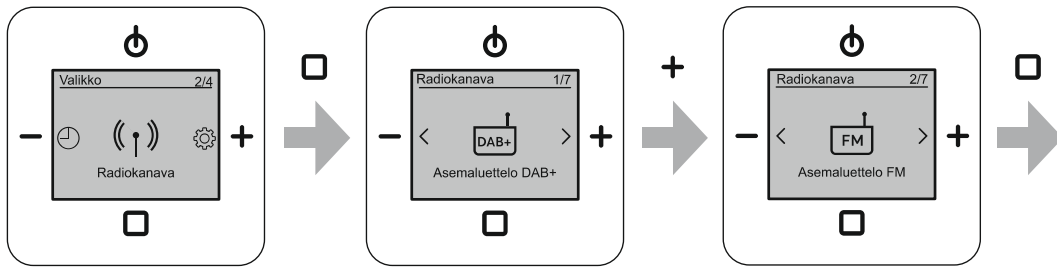 Valikko 2/4
Radiokanava
Radiokanava 1/7
DAB+
Asemaluettelo DAB+
Radiokanava 2/7
FM
Asemaluettelo FM